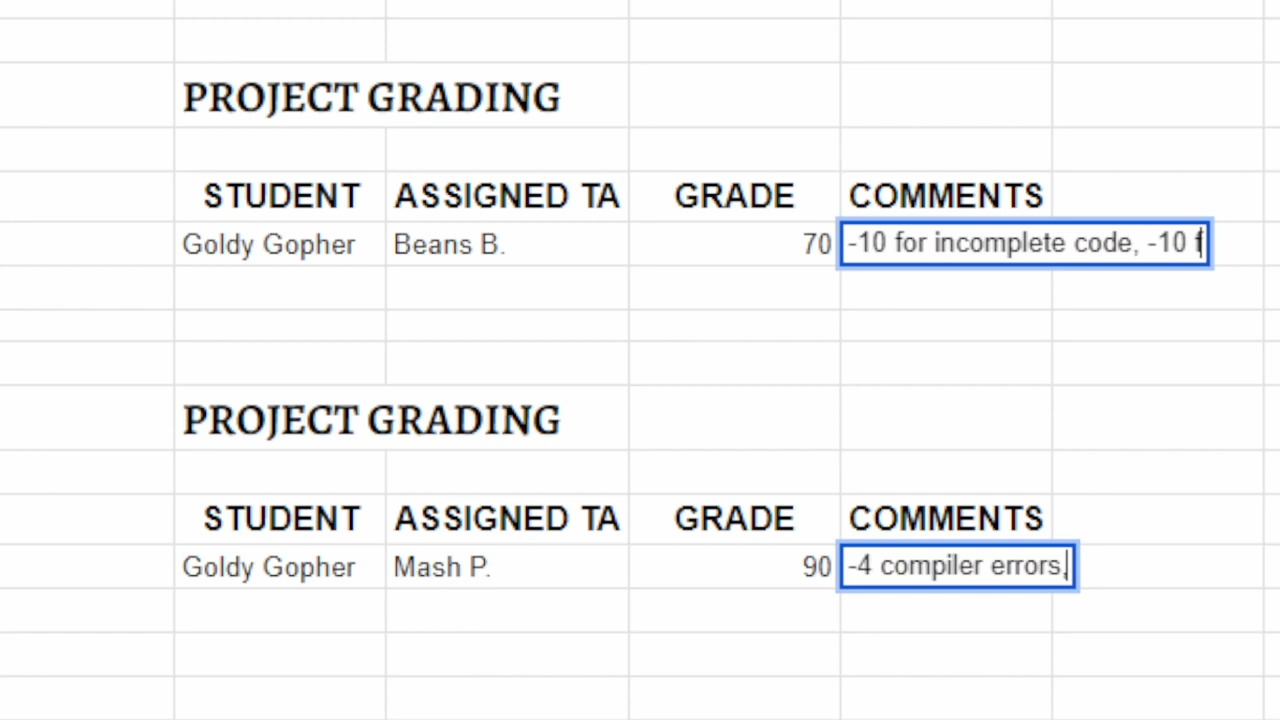 PROJECT GRADING
STUDENT ASSIGNED TA GRADE COMMENTS
Goldy Gopher Beans B. 70 -10 for incomplete code, -10 f
PROJECT GRADING
STUDENT ASSIGNED TA GRADE COMMENTS
Goldy Gopher Mash P. 90 -4 compiler errors,